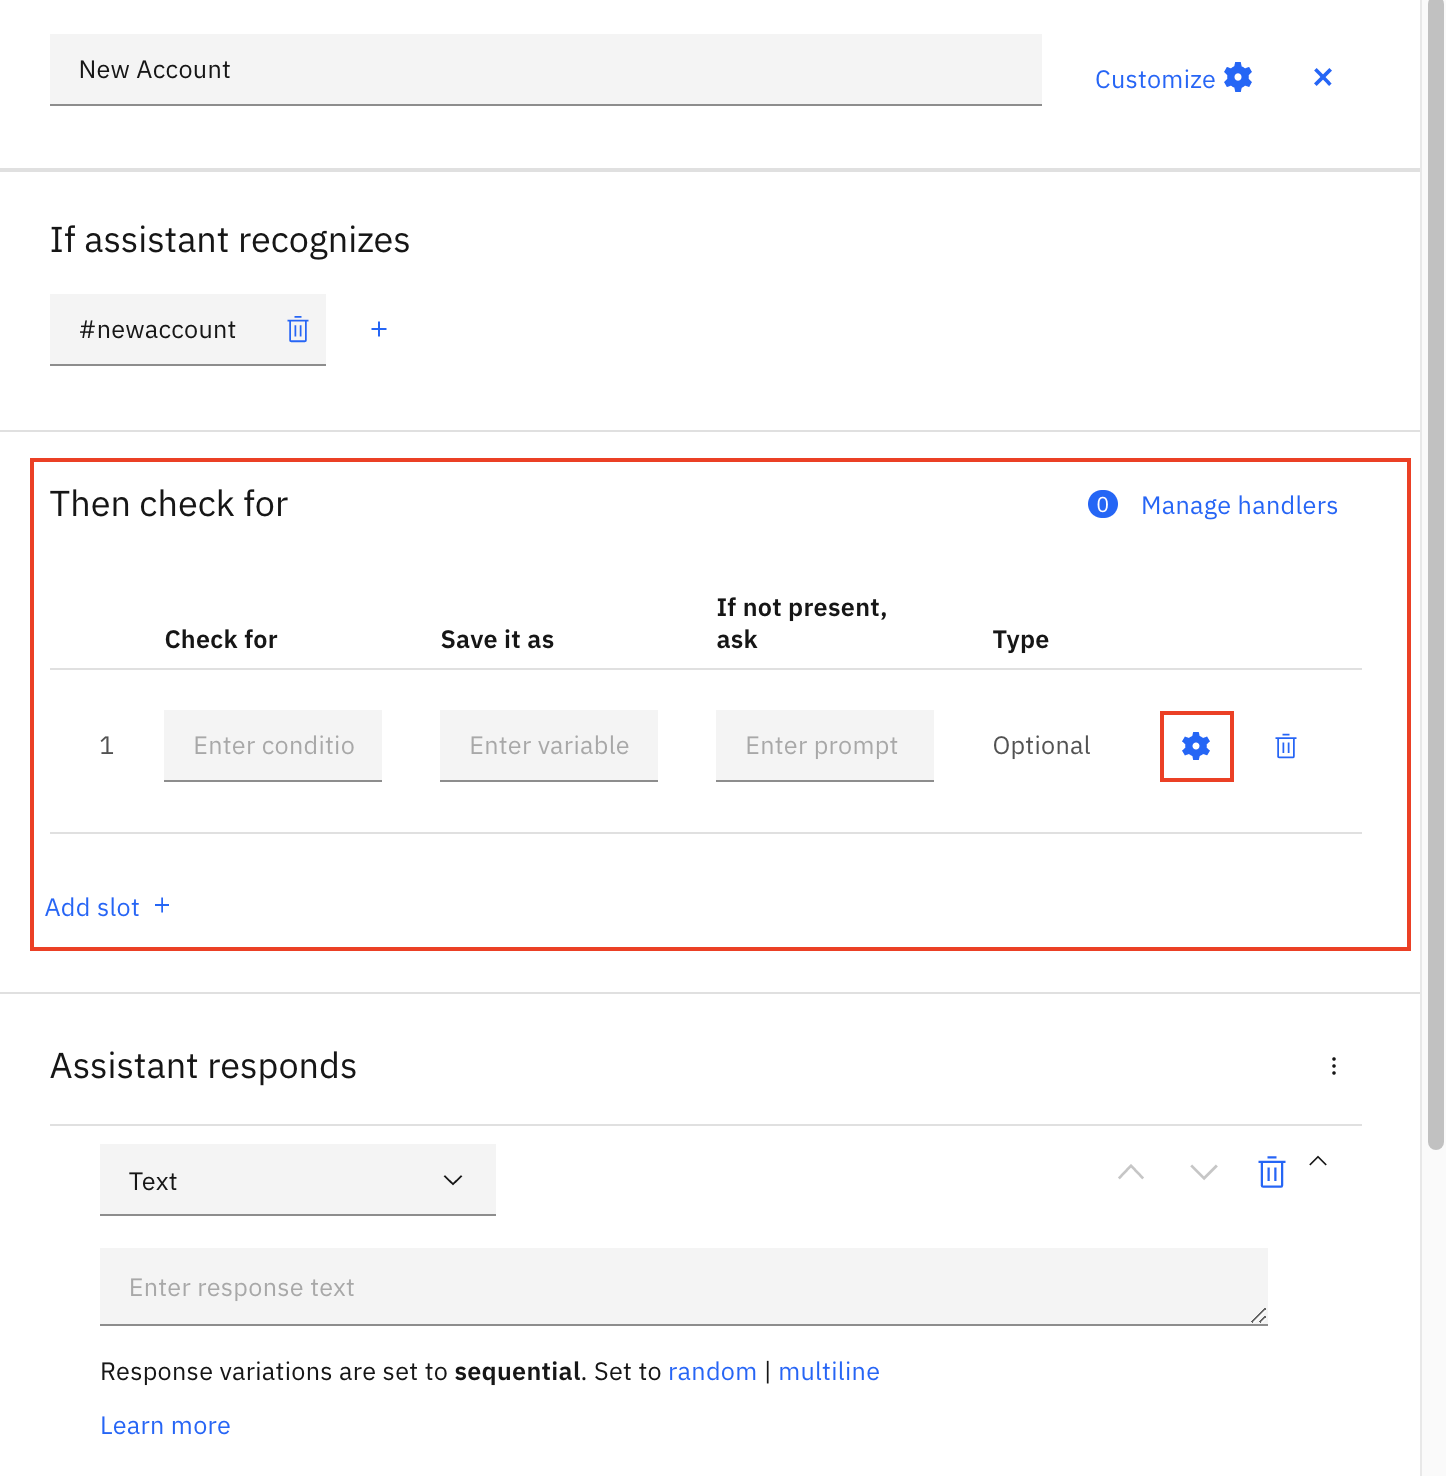 New Account
Customize
If assistant recognizes
#newaccount
Then check for
0 Manage handlers
Check for Save it as If not present, ask Type
1 Enter conditio Enter variable Enter prompt Optional
Add slot +
Assistant responds
Text
Enter response text
Response variations are set to sequential. Set to random | multiline
Learn more